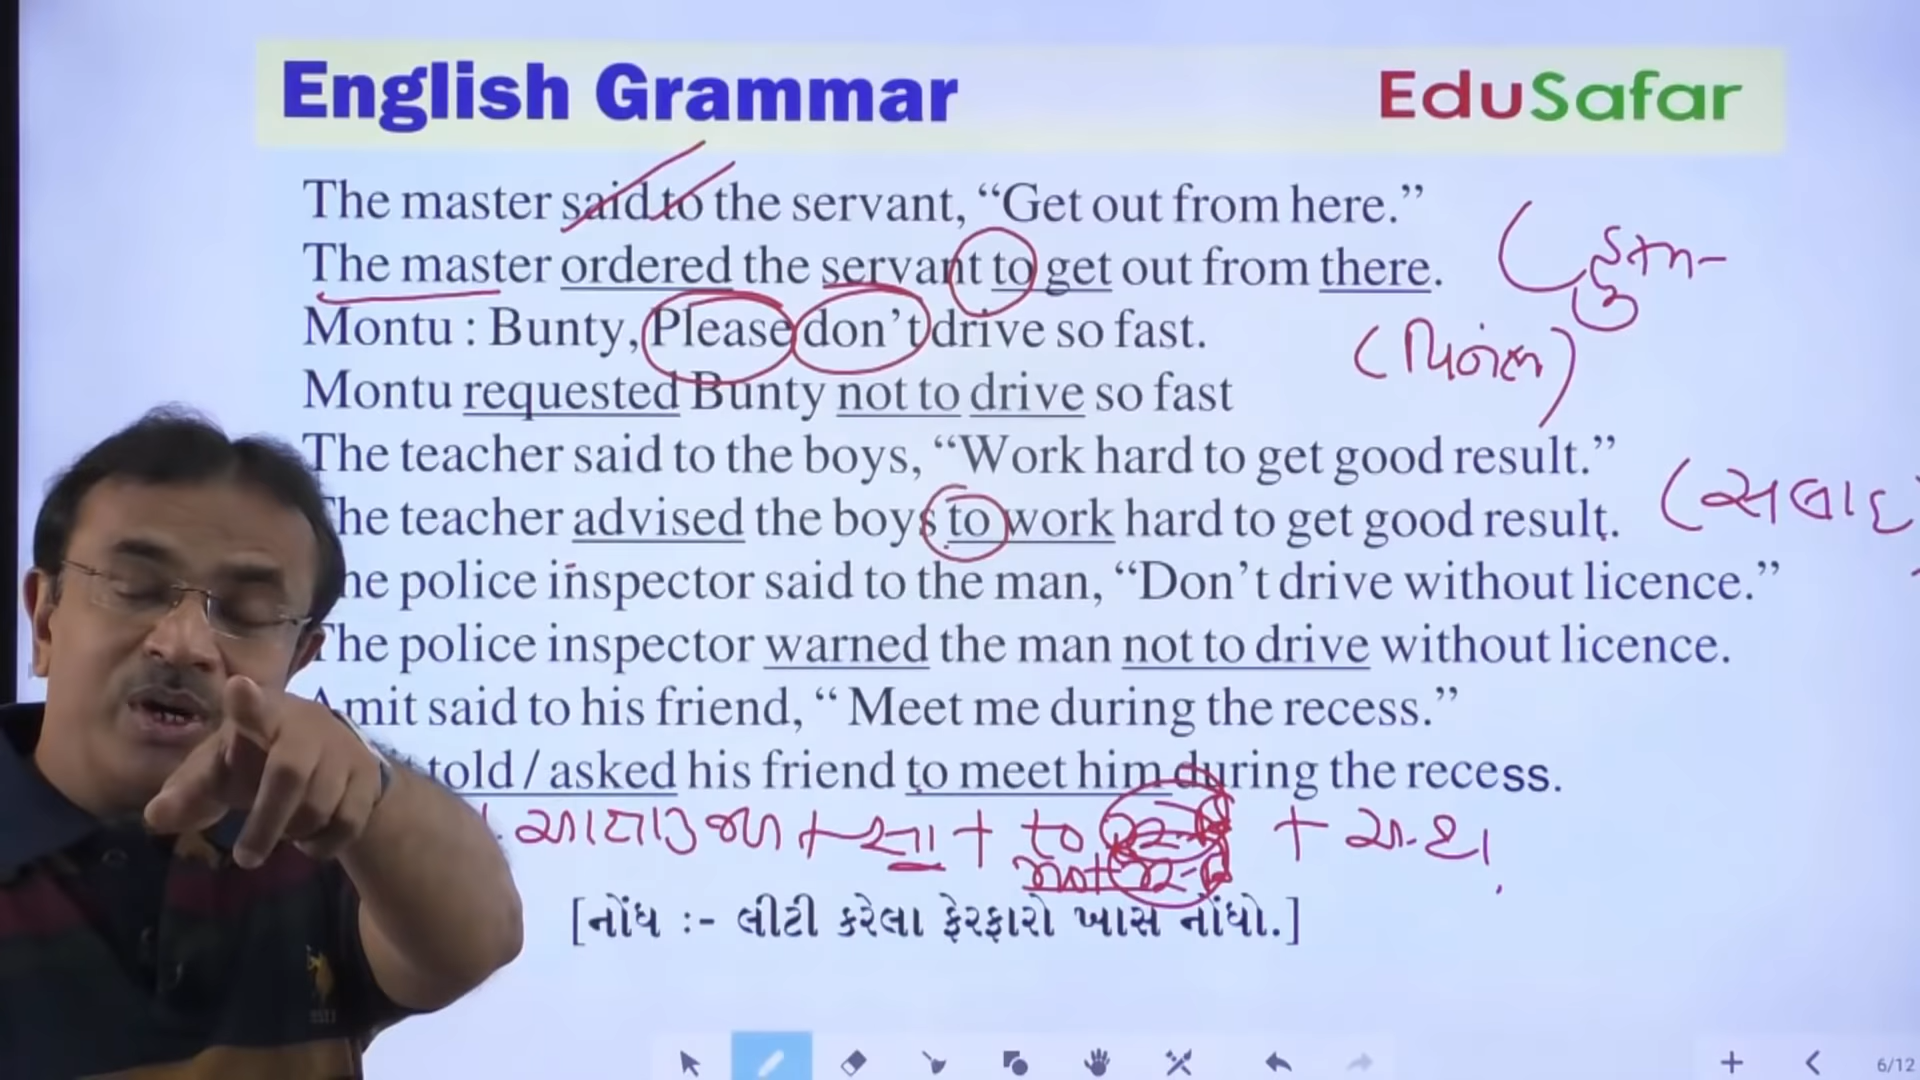 English Grammar
EduSafar
The master said to the servant, “Get out from here.”
The master ordered the servant to get out from there.
હુકમ
Montu : Bunty, Please don’t drive so fast.
(વિનંતી)
Montu requested Bunty not to drive so fast
The teacher said to the boys, “Work hard to get good result.”
The teacher advised the boys to work hard to get good result.
(સલાહ)
he police inspector said to the man, “Don’t drive without licence.”
The police inspector warned the man not to drive without licence.
Amit said to his friend, “ Meet me during the recess.”
told / asked his friend to meet him during the recess.
+ to + અન્ય.
not
[નોંધ :- લીટી કરેલા ફેરફારો ખાસ નોંધો.]
6/12